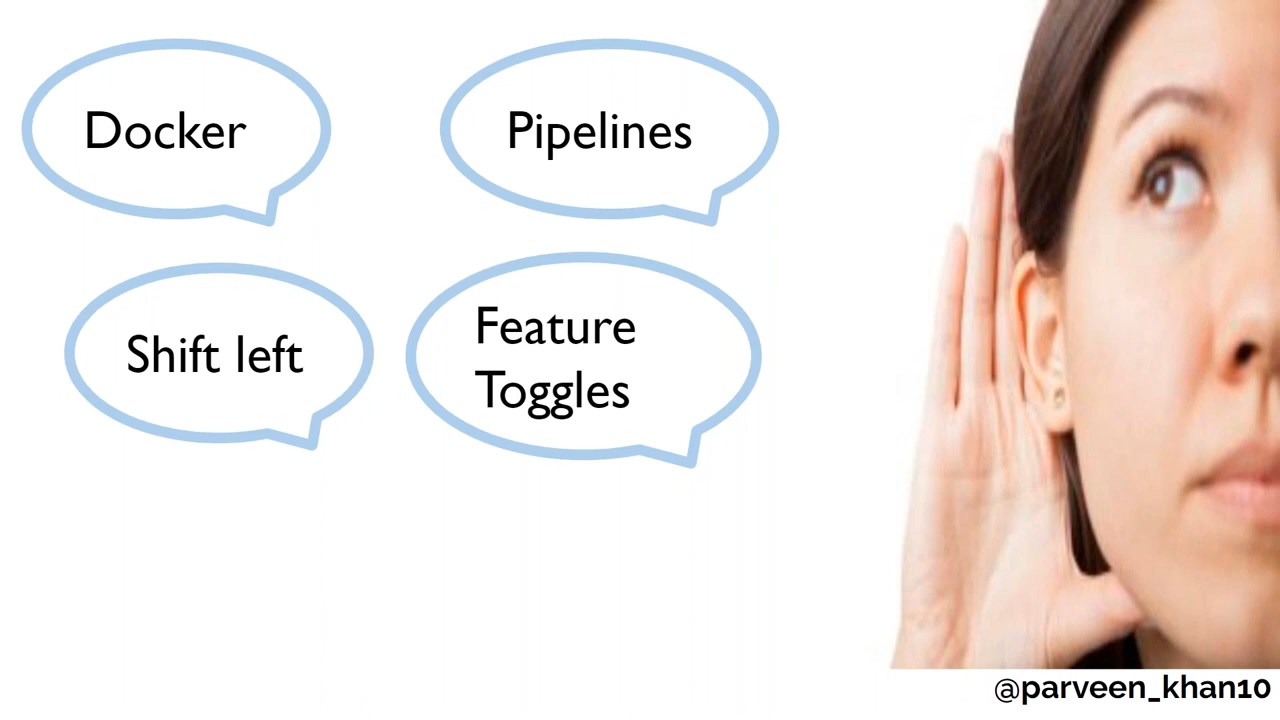 Docker
Pipelines
Shift left
Feature
Toggles
@parveen_khan10